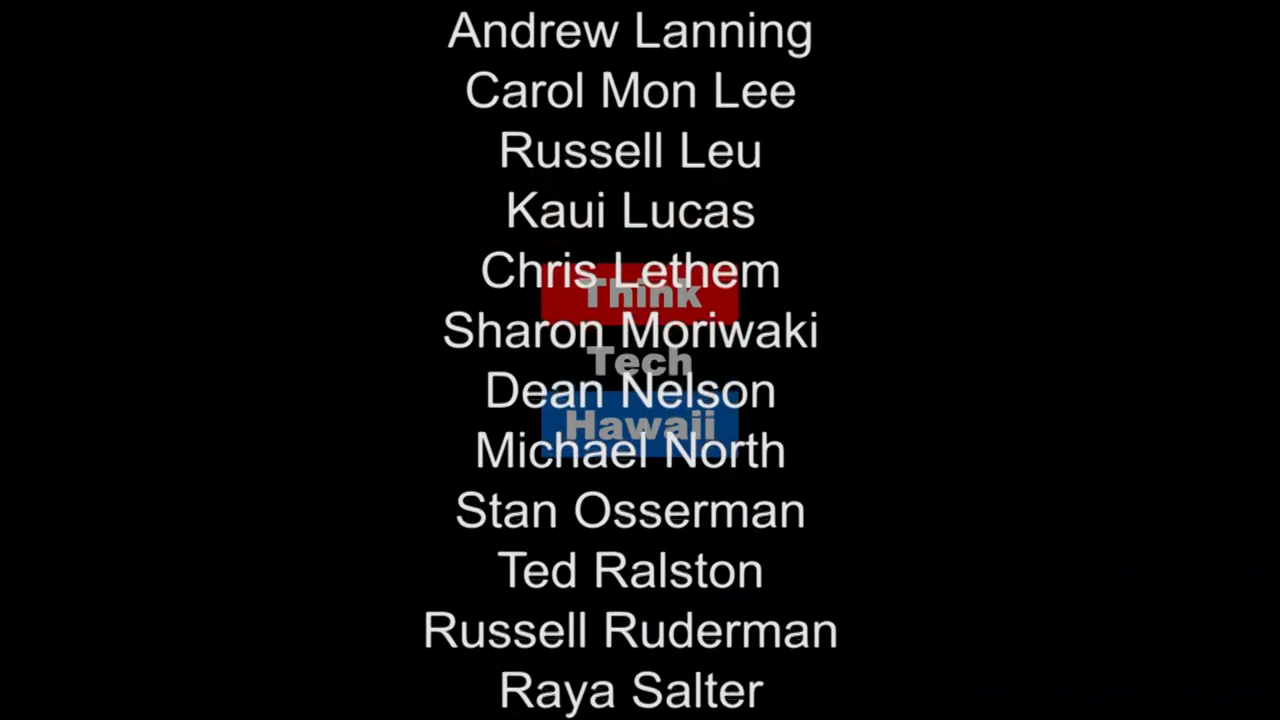 Andrew Lanning
Carol Mon Lee
Russell Leu
Kaui Lucas
Chris Lethem
Think
Sharon Moriwaki
Tech
Dean Nelson
Hawaii
Michael North
Stan Osserman
Ted Ralston
Russell Ruderman
Raya Salter